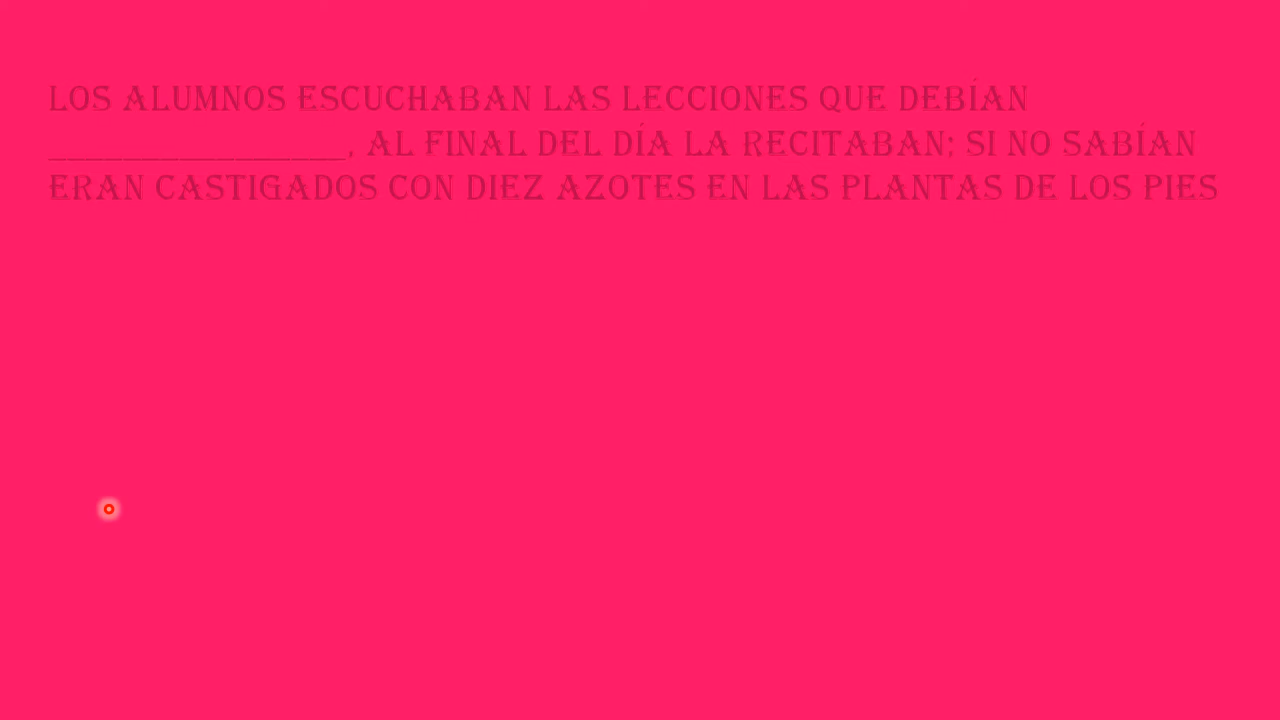 LOS ALUMNOS ESCUCHABAN LAS LECCIONES QUE DEBÍAN
________________, AL FINAL DEL DÍA LA RECITABAN; SI NO SABÍAN
ERAN CASTIGADOS CON DIEZ AZOTES EN LAS PLANTAS DE LOS PIES